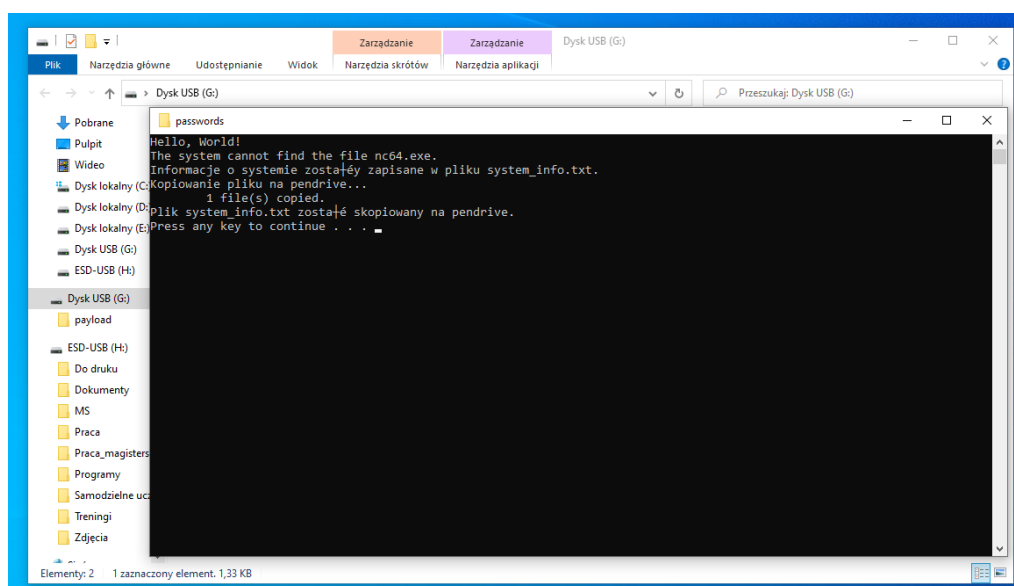 Zarządzanie Zarządzanie Dysk USB (G:)
Plik Narzędzia główne Udostępnianie Widok Narzędzia skrótów Narzędzia aplikacji
Dysk USB (G:) Przeszukaj: Dysk USB (G:)
Pobrane
Pulpit
Wideo
Dysk lokalny (C:
Dysk lokalny (D:
Dysk lokalny (E:)
Dysk USB (G:)
ESD-USB (H:)
Dysk USB (G:)
payload
ESD-USB (H:)
Do druku
Dokumenty
MS
Praca
Praca_magisters
Programy
Samodzielne ucz
Treningi
Zdjęcia
passwords
Hello, World!
The system cannot find the file nc64.exe.
Informacje o systemie zosta┼éy zapisane w pliku system_info.txt.
Kopiowanie pliku na pendrive...
1 file(s) copied.
Plik system_info.txt zosta┼é skopiowany na pendrive.
Press any key to continue . . .
Elementy: 2 1 zaznaczony element. 1,33 KB